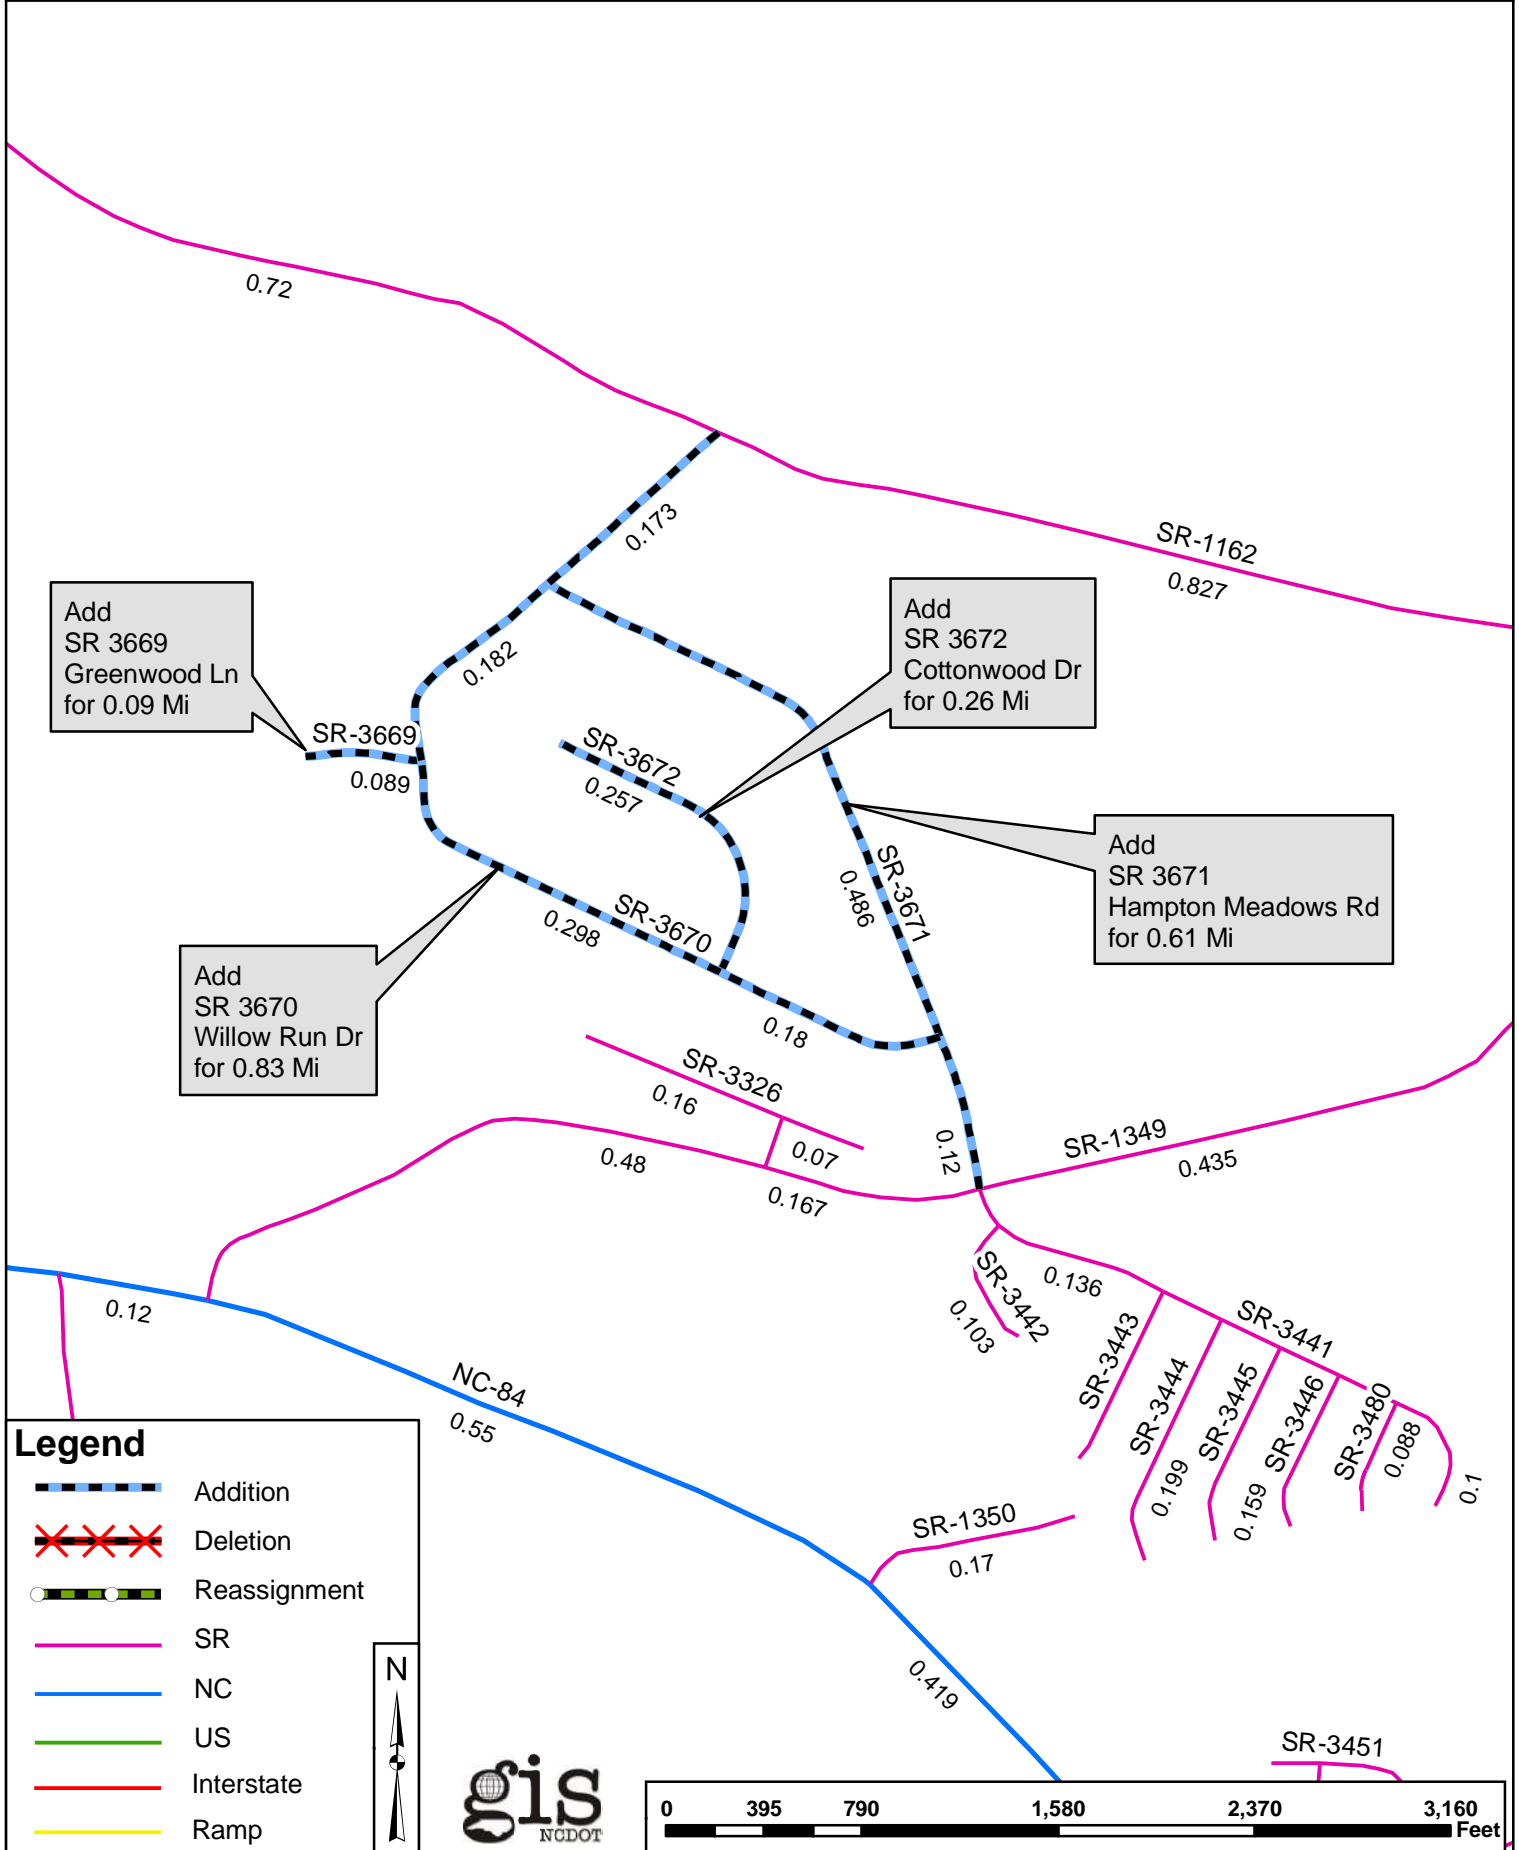 0.72
0.173
SR-1162
0.827
Add
SR 3669
Greenwood Ln
for 0.09 Mi
Add
SR 3672
Cottonwood Dr
for 0.26 Mi
0.182
SR-3669
0.089
SR-3672
0.257
Add
SR 3671
Hampton Meadows Rd
for 0.61 Mi
SR-3671
0.486
SR-3670
0.298
Add
SR 3670
Willow Run Dr
for 0.83 Mi
0.18
SR-3326
0.16
0.07
0.48
0.167
0.12
SR-1349
0.435
SR-3442
0.103
0.136
0.12
SR-3441
SR-3443
SR-3444
0.199
SR-3445
0.159
SR-3446
SR-3480
0.088
0.1
NC-84
0.55
SR-1350
0.17
0.419
SR-3451
Legend
Addition
Deletion
Reassignment
SR
NC
US
Interstate
Ramp
N
gis
NCDOT
0 395 790 1,580 2,370 3,160
Feet